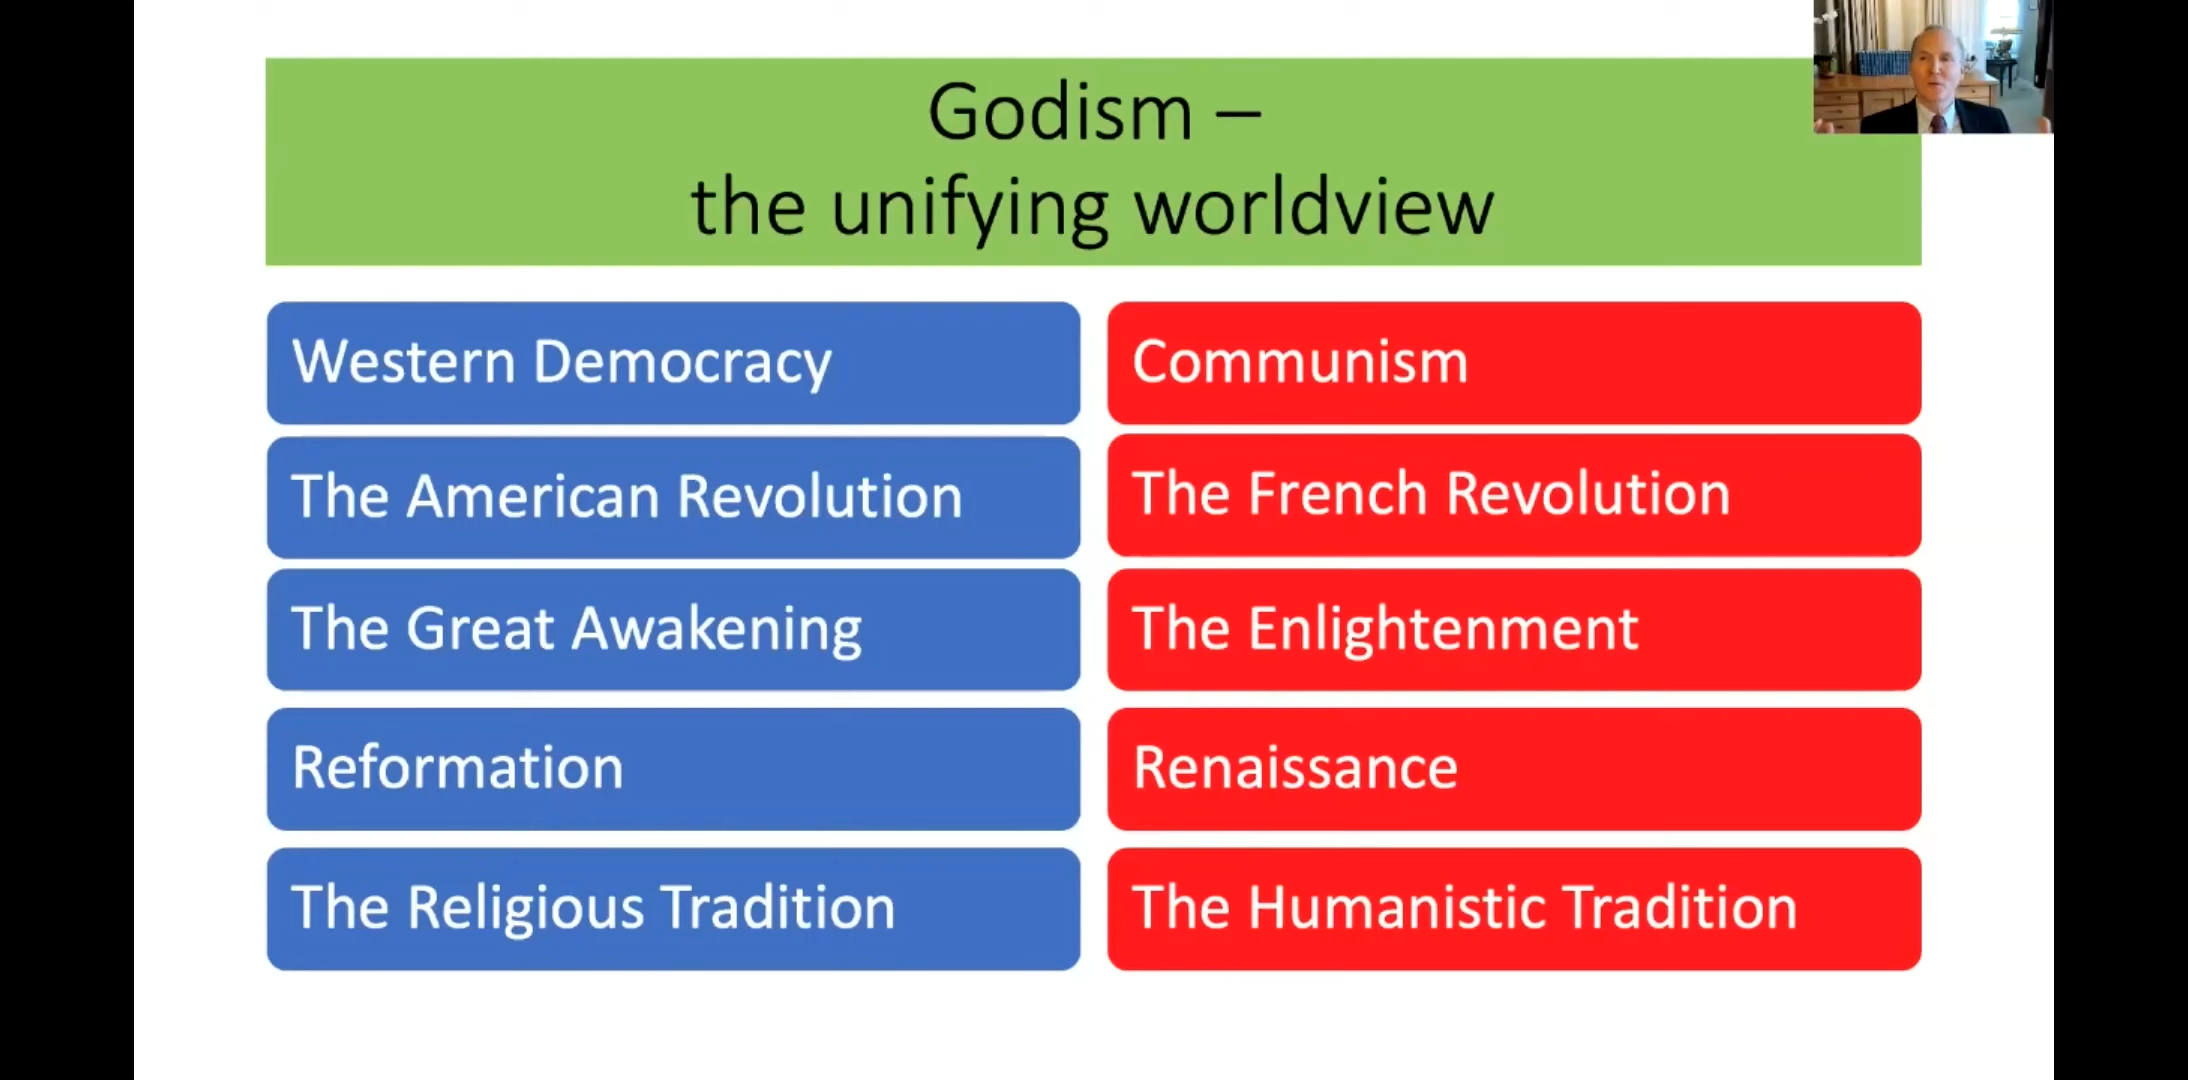 Godism –
the unifying worldview
Western Democracy
Communism
The American Revolution
The French Revolution
The Great Awakening
The Enlightenment
Reformation
Renaissance
The Religious Tradition
The Humanistic Tradition